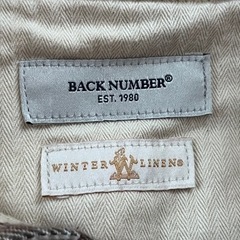 BACK NUMBER®
EST. 1980
WINTER LINEN®